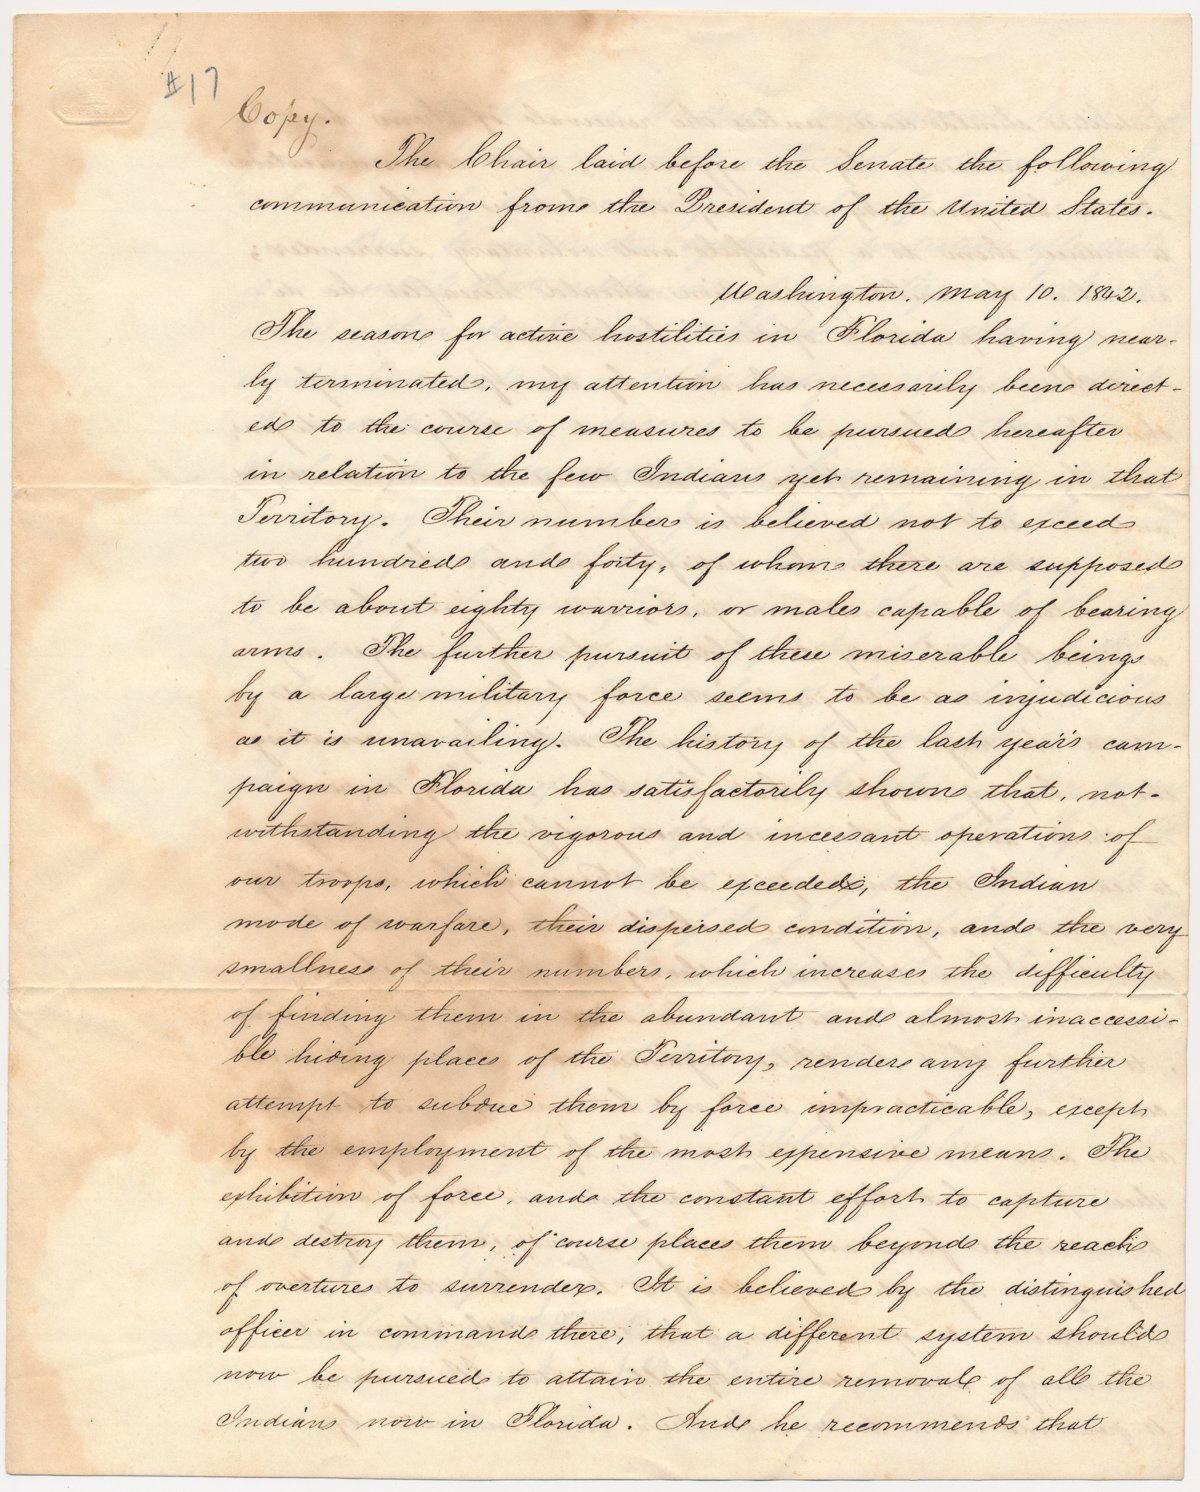 #17
Copy.
The Chair laid before the Senate the following
communication from the President of the United States.
Washington. May 10. 1842.
The season for active hostilities in Florida having near-
ly terminated, my attention has necessarily been direct-
ed to the course of measures to be pursued hereafter
in relation to the few Indians yet remaining in that
Territory. Their number is believed not to exceed
two hundred and forty, of whom there are supposed
to be about eighty warriors, or males capable of bearing
arms. The further pursuit of these miserable beings
by a large military force seems to be as injudicious
as it is unavailing. The history of the last year's cam-
paign in Florida has satisfactorily shown that, not-
withstanding the vigorous and incessant operations of
our troops, which cannot be exceeded, the Indian
mode of warfare, their dispersed condition, and the very
smallness of their numbers, which increases the difficulty
of finding them in the abundant and almost inaccessi-
ble hiding places of the Territory, renders any further
attempt to subdue them by force impracticable, except
by the employment of the most expensive means. The
exhibition of force, and the constant effort to capture
and destroy them, of course places them beyond the reach
of overtures to surrender. It is believed by the distinguished
officer in command there, that a different system should
now be pursued to attain the entire removal of all the
Indians now in Florida. And he recommends that